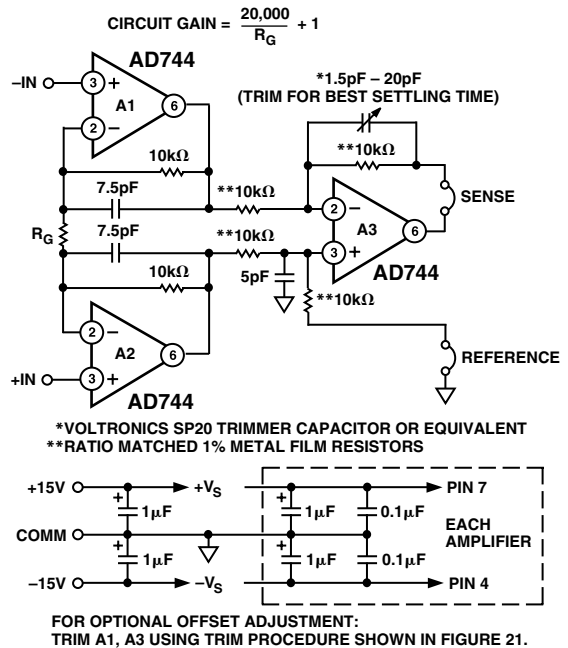 CIRCUIT GAIN = 20,000 / RG + 1
AD744
–IN
3 +
A1
6
2 –
*1.5pF – 20pF
(TRIM FOR BEST SETTLING TIME)
10kΩ
**10kΩ
7.5pF
**10kΩ
SENSE
2 –
A3
6
3 +
RG
7.5pF
**10kΩ
AD744
5pF
10kΩ
**10kΩ
2 –
A2
6
REFERENCE
+IN
3 +
AD744
*VOLTRONICS SP20 TRIMMER CAPACITOR OR EQUIVALENT
**RATIO MATCHED 1% METAL FILM RESISTORS
+15V
+VS
PIN 7
+
1μF
+
1μF
0.1μF
EACH
AMPLIFIER
COMM
+
1μF
+
1μF
0.1μF
–15V
–VS
PIN 4
FOR OPTIONAL OFFSET ADJUSTMENT:
TRIM A1, A3 USING TRIM PROCEDURE SHOWN IN FIGURE 21.